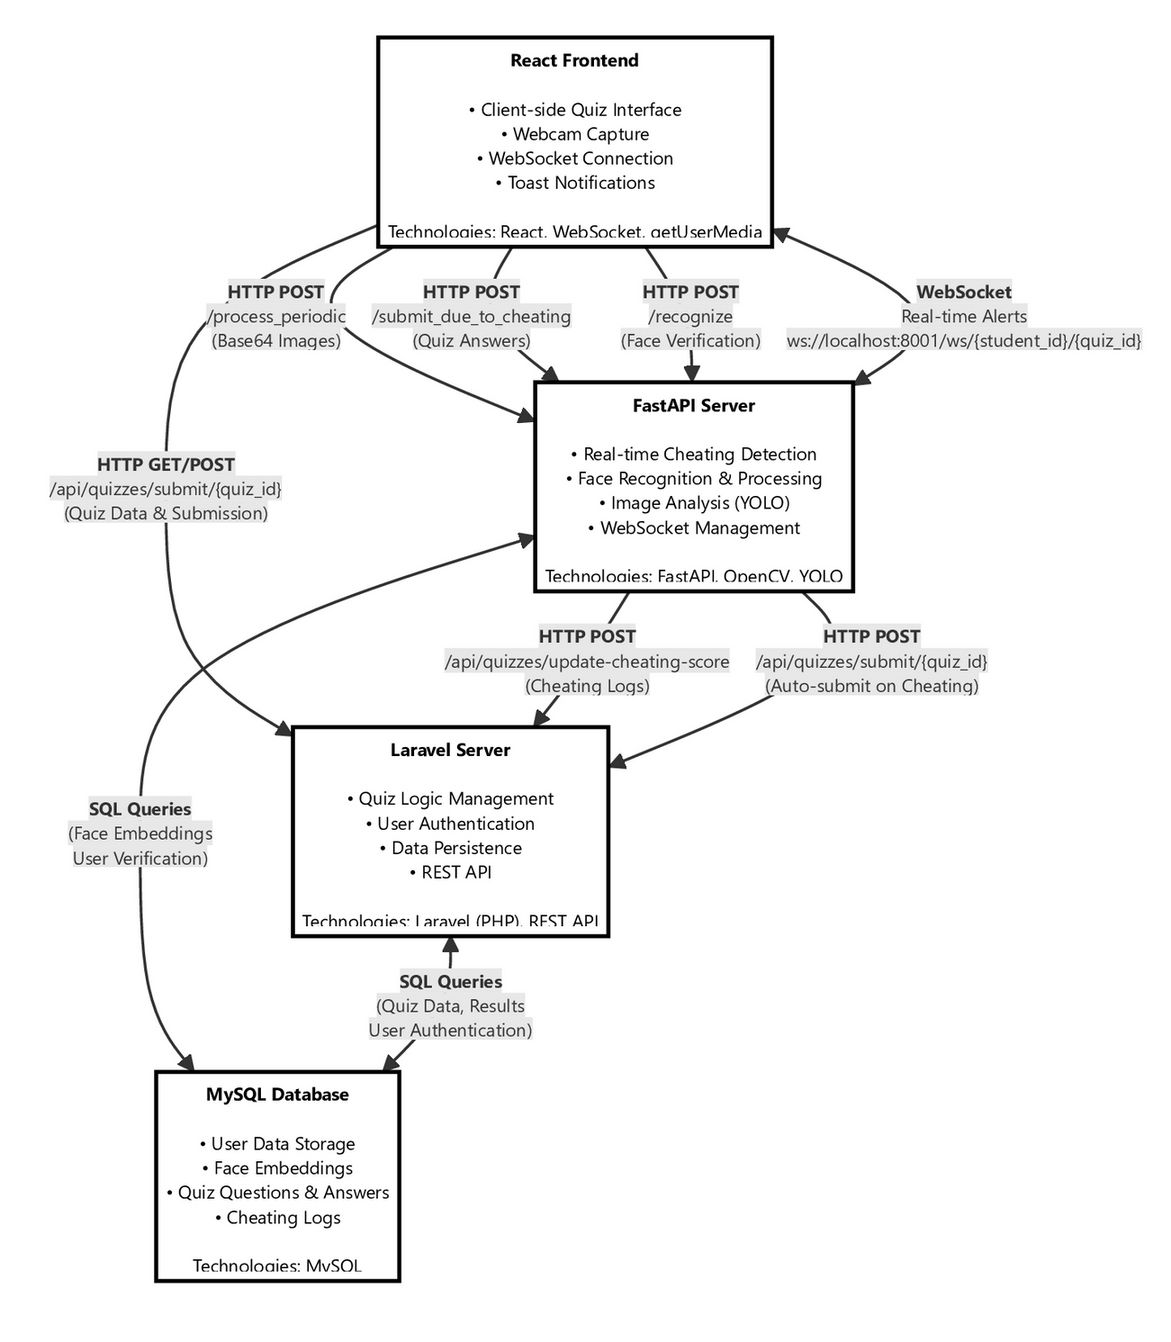 React Frontend
• Client-side Quiz Interface
• Webcam Capture
• WebSocket Connection
• Toast Notifications
Technologies: React, WebSocket, getUserMedia
HTTP POST
/process_periodic
(Base64 Images)
HTTP POST
/submit_due_to_cheating
(Quiz Answers)
HTTP POST
/recognize
(Face Verification)
WebSocket
Real-time Alerts
ws://localhost:8001/ws/{student_id}/{quiz_id}
FastAPI Server
• Real-time Cheating Detection
• Face Recognition & Processing
• Image Analysis (YOLO)
• WebSocket Management
Technologies: FastAPI, OpenCV, YOLO
HTTP GET/POST
/api/quizzes/submit/{quiz_id}
(Quiz Data & Submission)
HTTP POST
/api/quizzes/update-cheating-score
(Cheating Logs)
HTTP POST
/api/quizzes/submit/{quiz_id}
(Auto-submit on Cheating)
Laravel Server
• Quiz Logic Management
• User Authentication
• Data Persistence
• REST API
Technologies: Laravel (PHP), REST API
SQL Queries
(Face Embeddings
User Verification)
SQL Queries
(Quiz Data, Results
User Authentication)
MySQL Database
• User Data Storage
• Face Embeddings
• Quiz Questions & Answers
• Cheating Logs
Technologies: MySQL